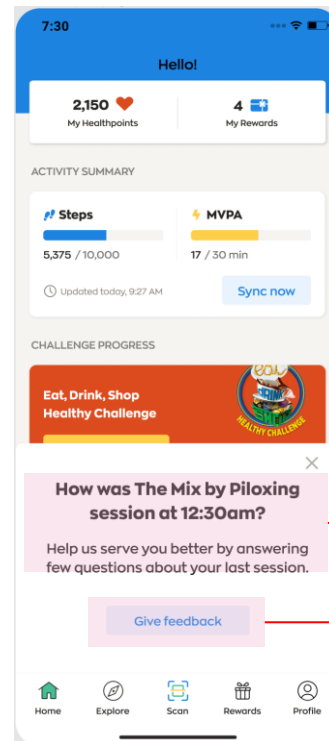 7:30
Hello!
2,150
4
My Healthpoints
My Rewards
ACTIVITY SUMMARY
Steps
MVPA
5,375 / 10,000
17 / 30 min
Updated today, 9:27 AM
Sync now
CHALLENGE PROGRESS
Eat, Drink, Shop
Healthy Challenge
Eat
DRINK
SHOP
HEALTHY CHALLENGE
How was The Mix by Piloxing
session at 12:30am?
Help us serve you better by answering
few questions about your last session.
Give feedback
Home
Explore
Scan
Rewards
Profile